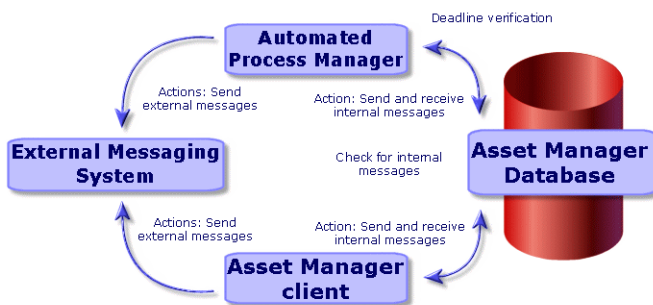 Deadline verification
Automated
Process Manager
Actions: Send
external messages
Action: Send and receive
internal messages
External Messaging
System
Check for internal
messages
Asset Manager
Database
Actions: Send
external messages
Action: Send and receive
internal messages
Asset Manager
client